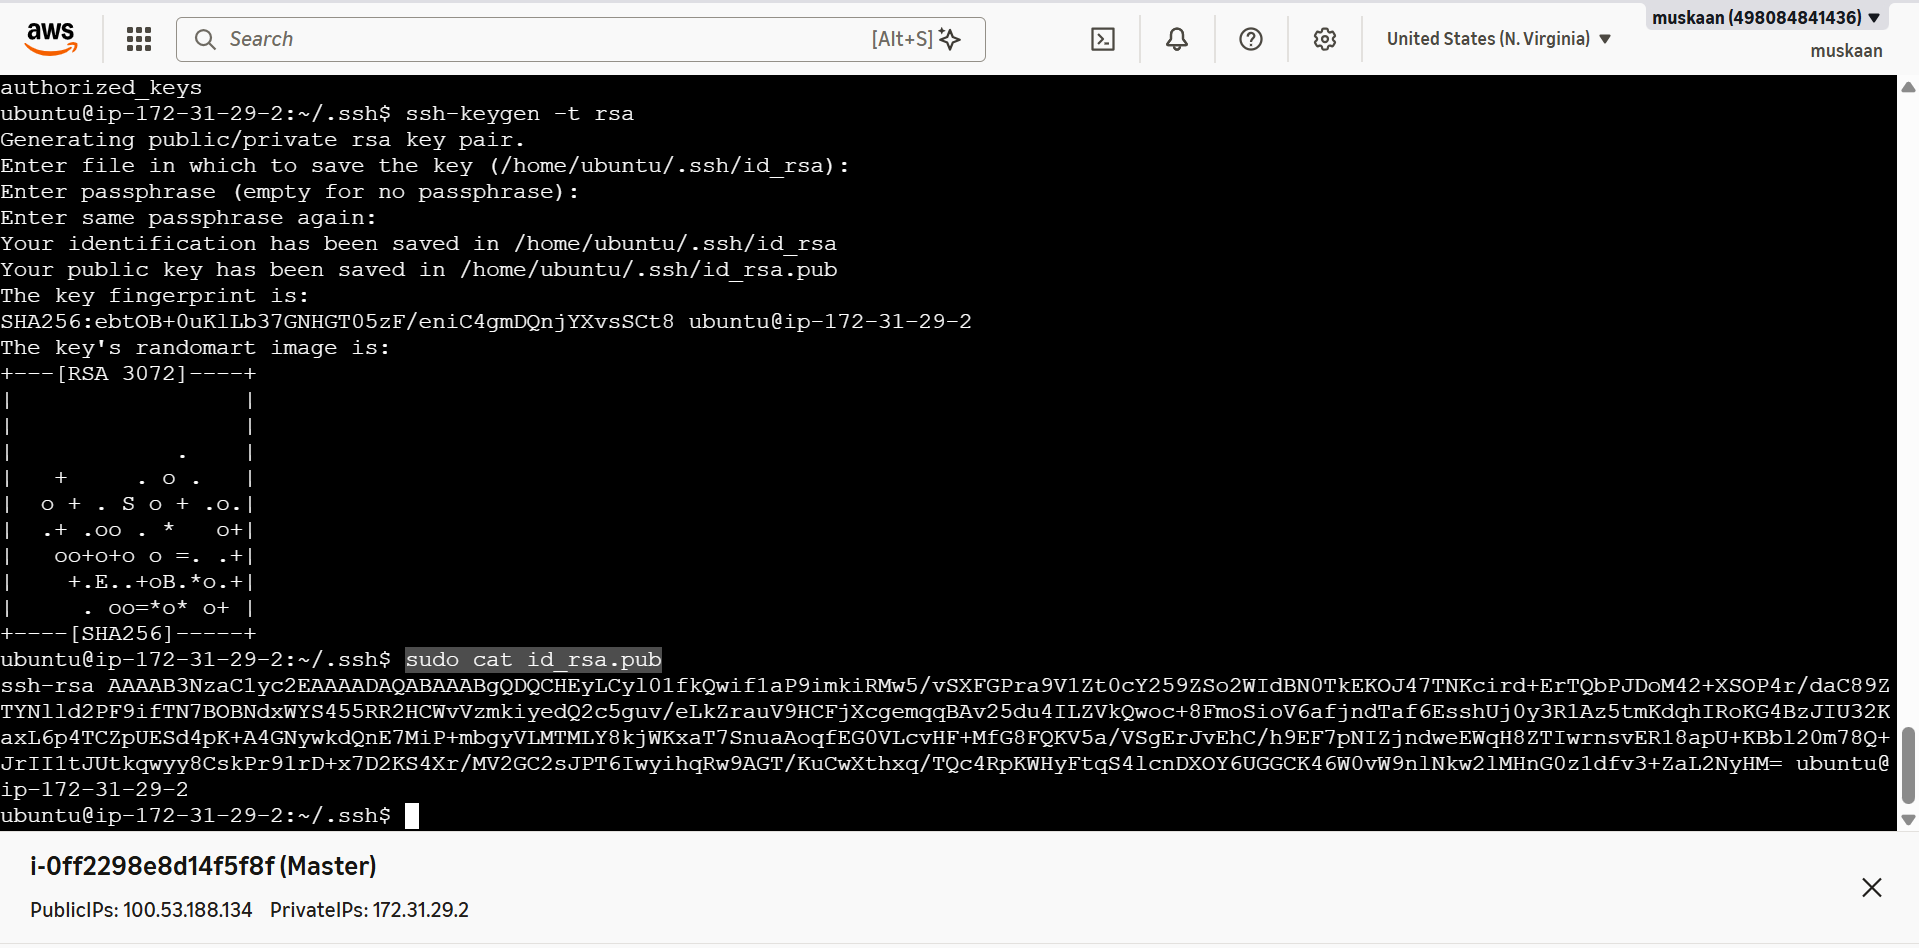 aws
Search
[Alt+S]
United States (N. Virginia)
muskaan (498084841436)
muskaan
authorized_keys
ubuntu@ip-172-31-29-2:~/.ssh$ ssh-keygen -t rsa
Generating public/private rsa key pair.
Enter file in which to save the key (/home/ubuntu/.ssh/id_rsa):
Enter passphrase (empty for no passphrase):
Enter same passphrase again:
Your identification has been saved in /home/ubuntu/.ssh/id_rsa
Your public key has been saved in /home/ubuntu/.ssh/id_rsa.pub
The key fingerprint is:
SHA256:ebtOB+0uKlLb37GNHGT05zF/eniC4gmDQnjYXvsSCt8 ubuntu@ip-172-31-29-2
The key's randomart image is:
+---[RSA 3072]----+
|                 |
|                 |
|            .    |
|   +     . o .   |
|  o + . S o + .o.|
|  .+ .oo . *   o+|
|   oo+o+o o =. .+|
|    +.E..+oB.*o.+|
|     . oo=*o* o+ |
+----[SHA256]-----+
ubuntu@ip-172-31-29-2:~/.ssh$ sudo cat id_rsa.pub
ssh-rsa AAAAB3NzaC1yc2EAAAADAQABAAABgQDQCHEyLCyl01fkQwif1aP9imkiRMw5/vSXFGPra9V1Zt0cY259ZSo2WIdBN0TkEKOJ47TNKcird+ErTQbPJDoM42+XSOP4r/daC89Z
TYNlld2PF9ifTN7BOBNdxWYS455RR2HCWvVzmkiyedQ2c5guv/eLkZrauV9HCFjXcgemqqBAv25du4ILZVkQwoc+8FmoSioV6afjndTaf6EsshUj0y3R1Az5tmKdqhIRoKG4BzJIU32K
axL6p4TCZpUESd4pK+A4GNywkdQnE7MiP+mbgyVLMTMLY8kjWKxaT7SnuaAoqfEG0VLcvHF+MfG8FQKV5a/VSgErJvEhC/h9EF7pNIZjndweEWqH8ZTIwrnsvER18apU+KBbl20m78Q+
JrII1tJUtkqwyy8CskPr91rD+x7D2KS4Xr/MV2GC2sJPT6IwyihqRw9AGT/KuCwXthxq/TQc4RpKWHyFtqS4lcnDXOY6UGGCK46W0vW9nlNkw2lMHnG0z1dfv3+ZaL2NyHM= ubuntu@
ip-172-31-29-2
ubuntu@ip-172-31-29-2:~/.ssh$
i-0ff2298e8d14f5f8f (Master)
PublicIPs: 100.53.188.134 PrivateIPs: 172.31.29.2